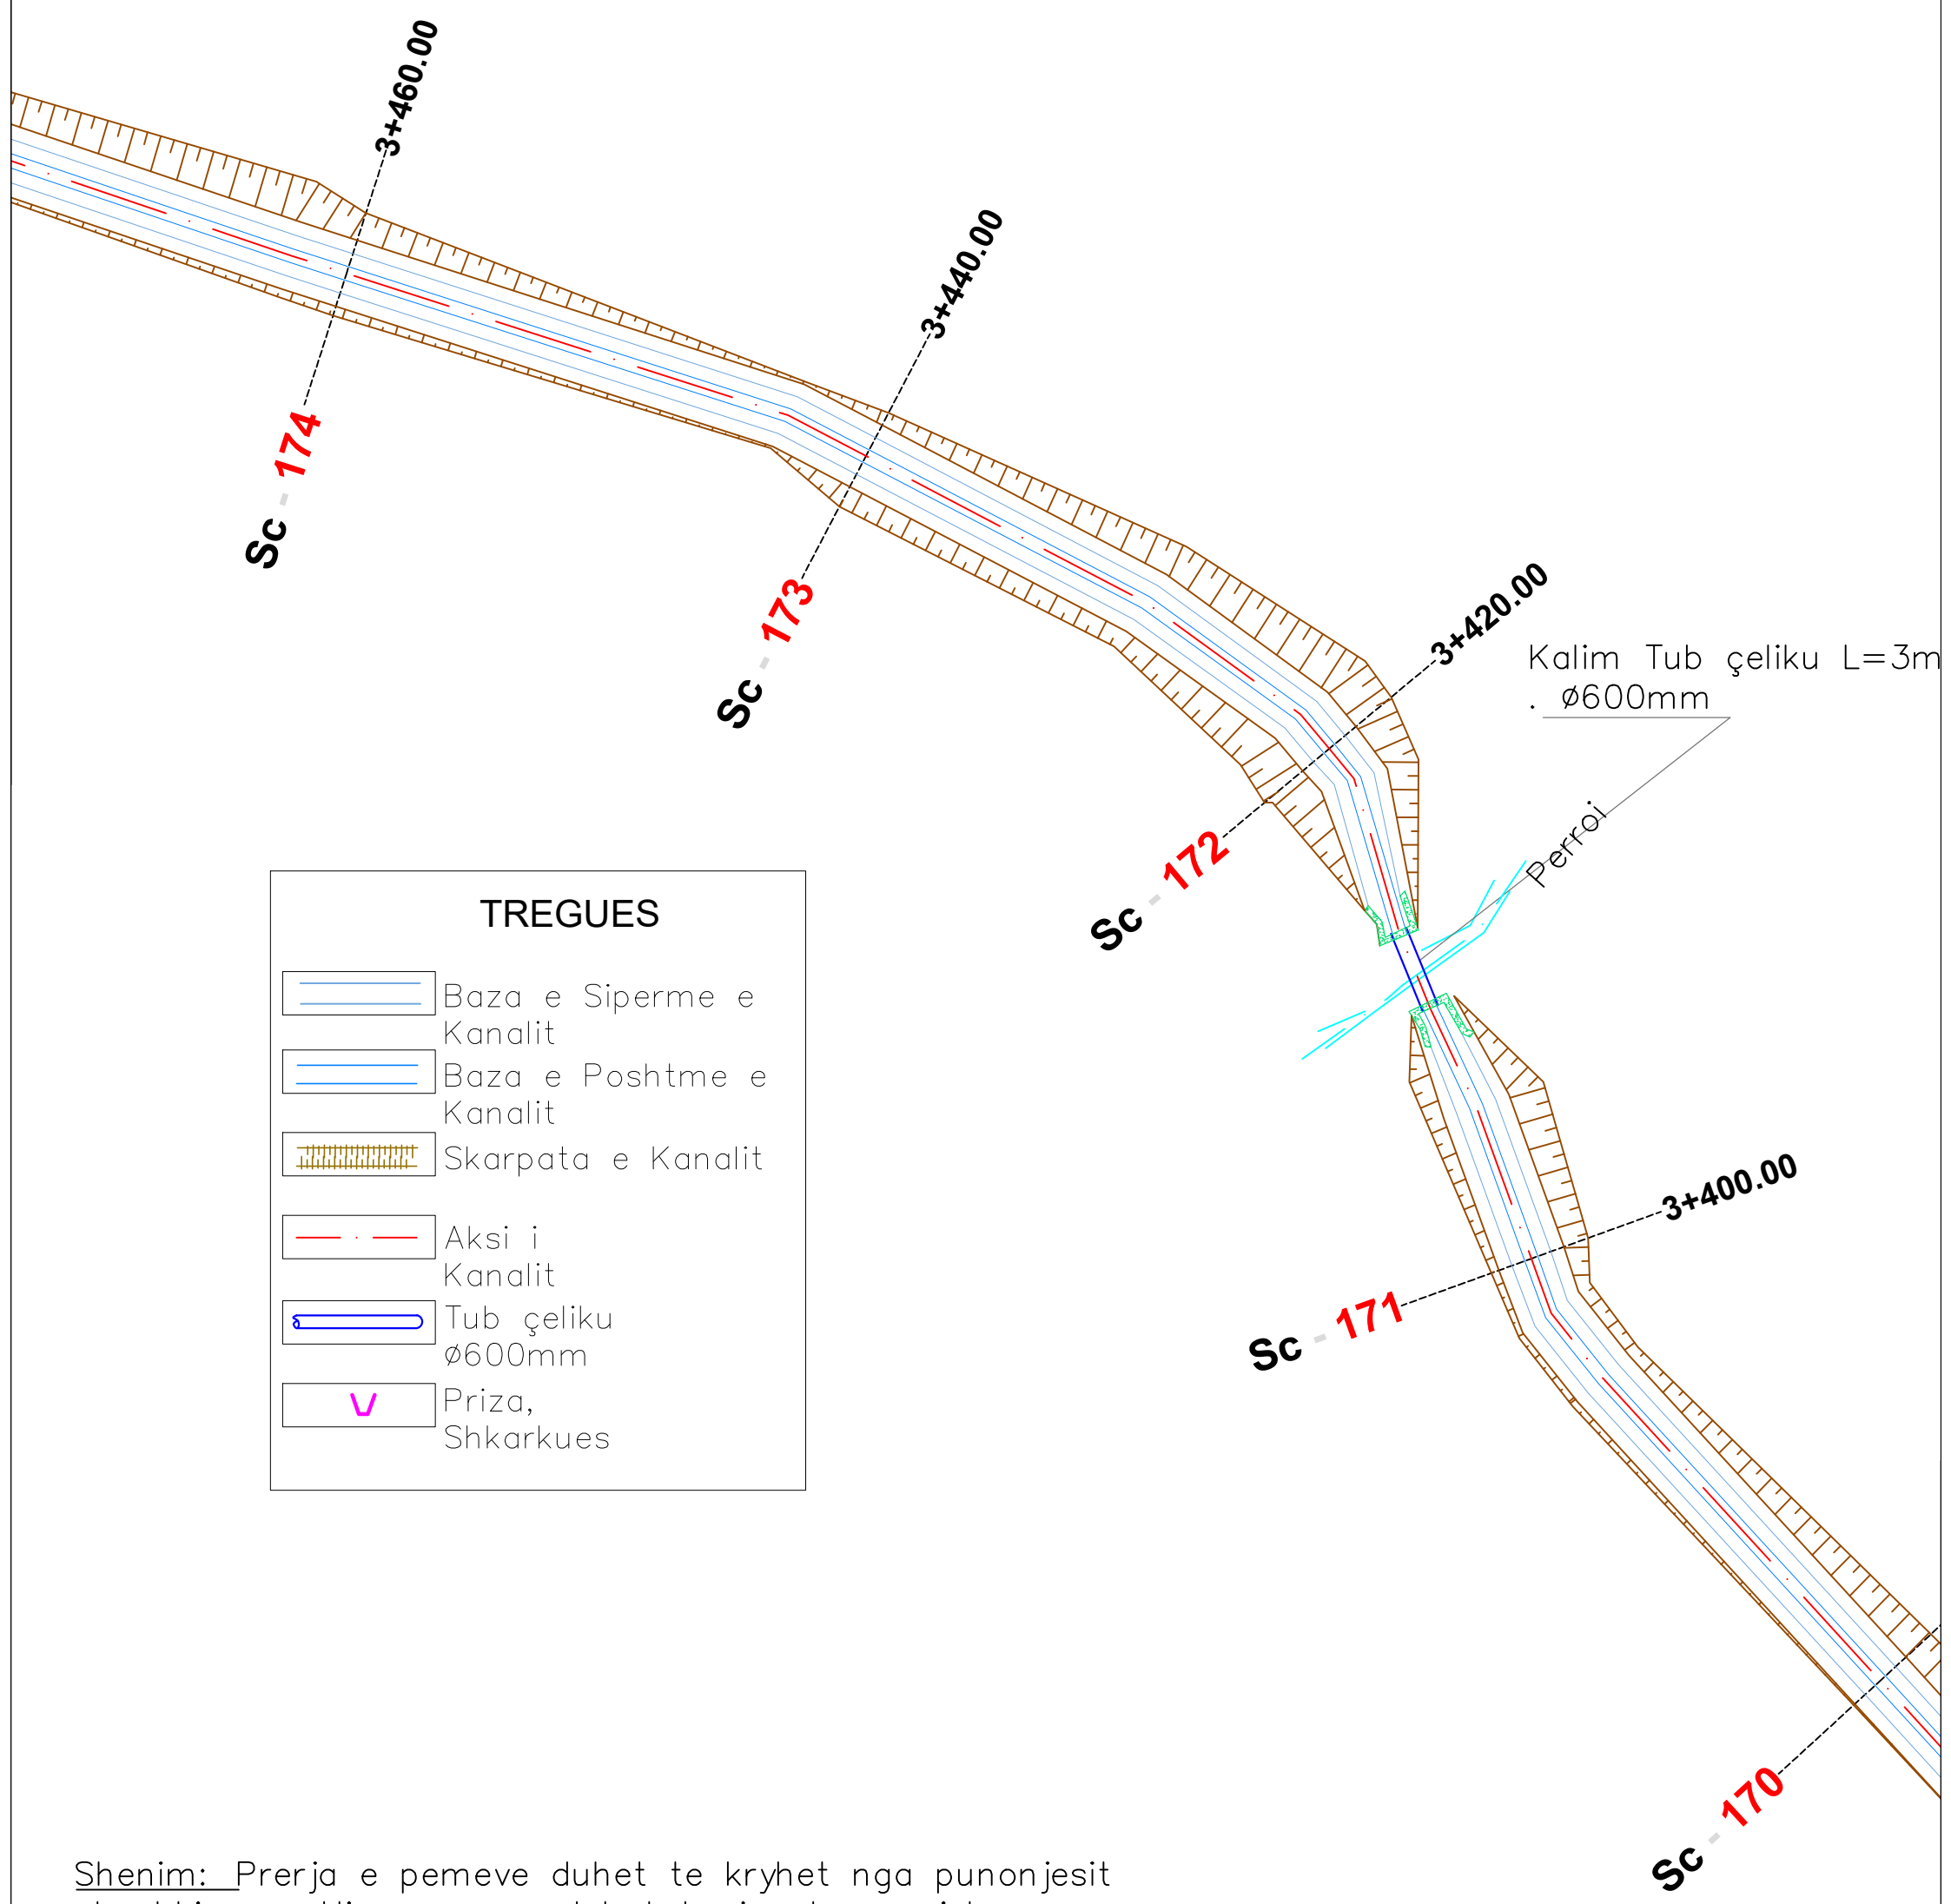 3+460.00
3+440.00
Sc - 174
Sc - 173
3+420.00
Kalim Tub çeliku L=3m
. Ø600mm
Perroi
Sc - 172
3+400.00
Sc - 171
Sc - 170
TREGUES
Baza e Siperme e
Kanalit
Baza e Poshtme e
Kanalit
Skarpata e Kanalit
Aksi i
Kanalit
Tub çeliku
Ø600mm
Priza,
Shkarkues
Shenim: Prerja e pemeve duhet te kryhet nga punonjesit